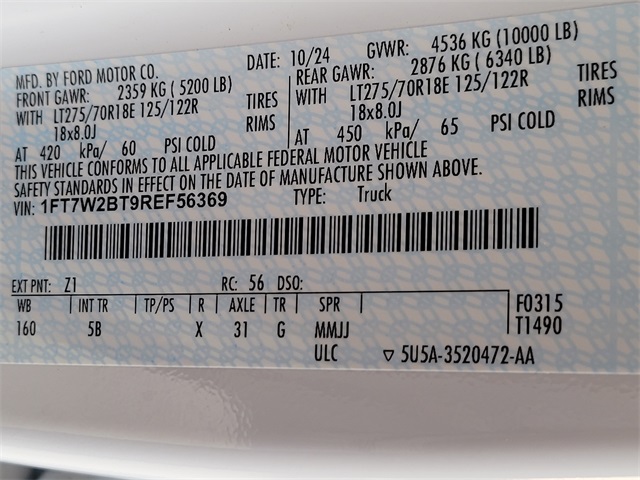 MFD. BY FORD MOTOR CO. DATE: 10/24 GVWR: 4536 KG (10000 LB)
FRONT GAWR: 2359 KG ( 5200 LB) REAR GAWR: 2876 KG ( 6340 LB)
WITH LT275/70R18E 125/122R TIRES WITH LT275/70R18E 125/122R TIRES
18x8.0J RIMS 18x8.0J RIMS
AT 420 kPa/ 60 PSI COLD AT 450 kPa/ 65 PSI COLD
THIS VEHICLE CONFORMS TO ALL APPLICABLE FEDERAL MOTOR VEHICLE
SAFETY STANDARDS IN EFFECT ON THE DATE OF MANUFACTURE SHOWN ABOVE.
VIN: 1FT7W2BT9REF56369 TYPE: Truck
EXT PNT: Z1 RC: 56 DSO:
WB INT TR TP/PS R AXLE TR SPR F0315
160 5B X 31 G MMJJ T1490
ULC ▽ 5U5A-3520472-AA